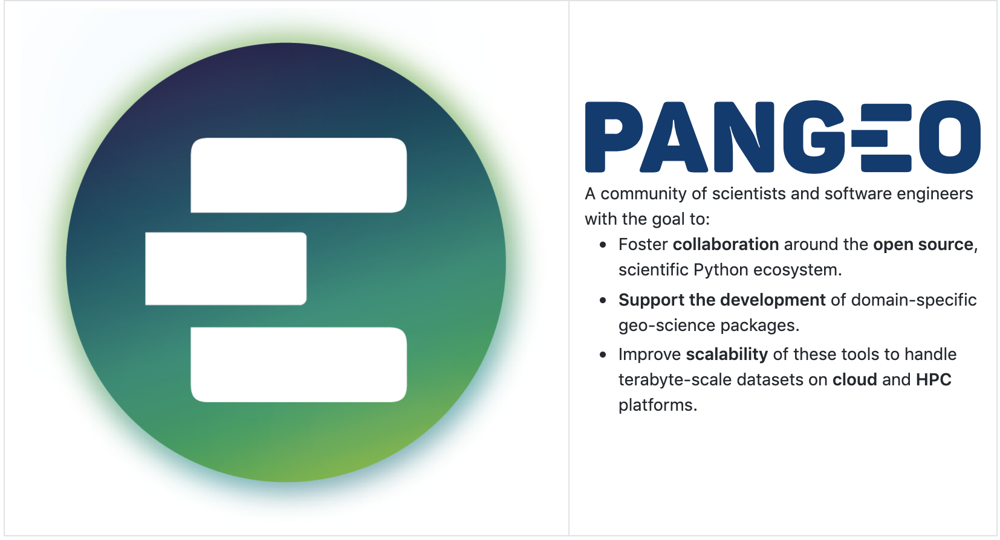 PANGEO
A community of scientists and software engineers
with the goal to:
• Foster collaboration around the open source,
scientific Python ecosystem.
• Support the development of domain-specific
geo-science packages.
• Improve scalability of these tools to handle
terabyte-scale datasets on cloud and HPC
platforms.